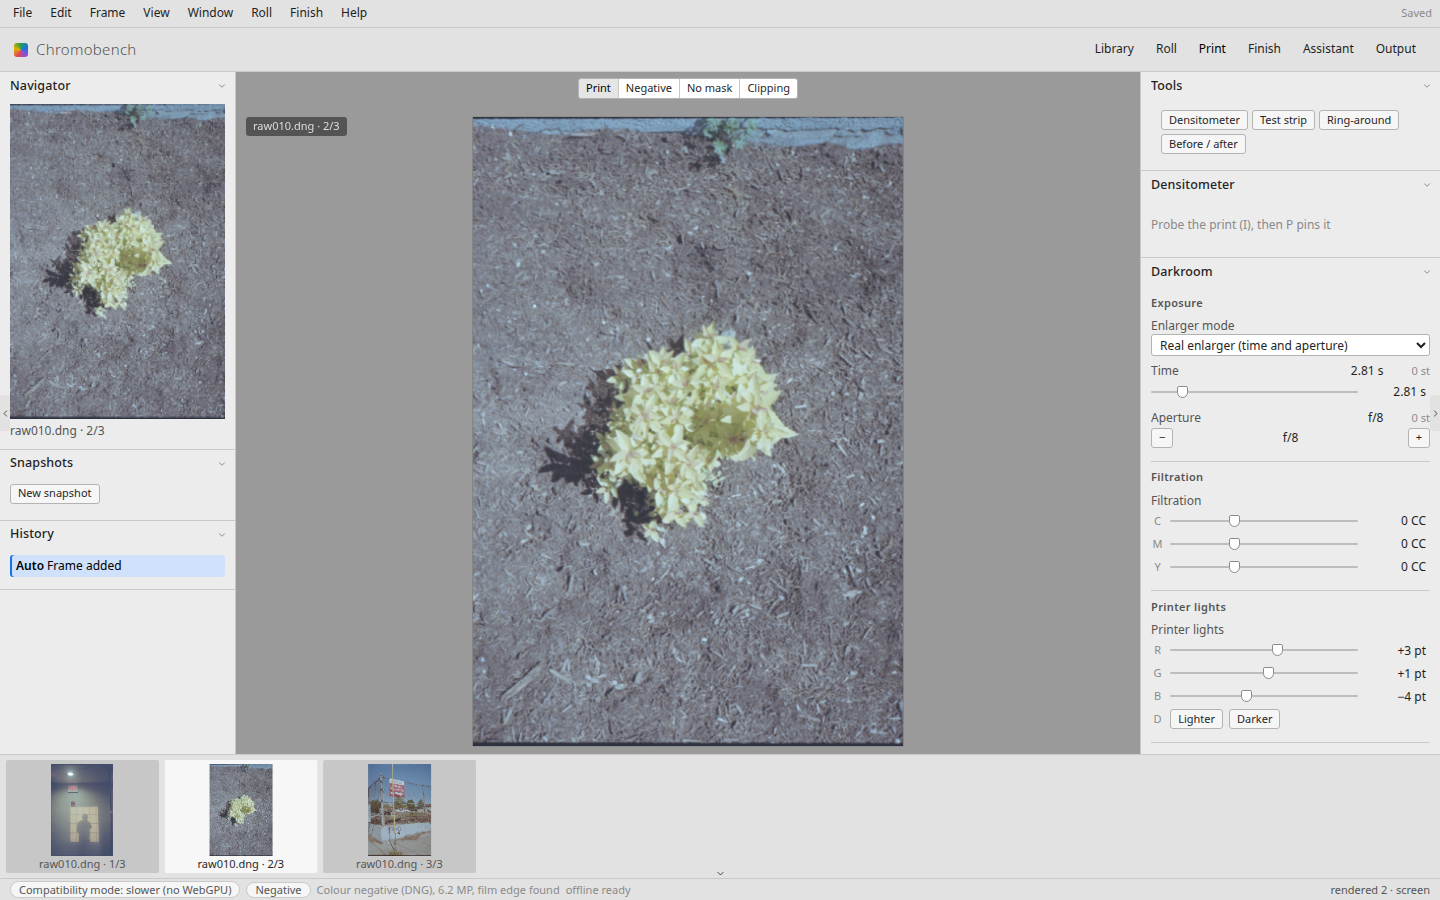 File Edit Frame View Window Roll Finish Help
Saved
Chromobench
Library Roll Print Finish Assistant Output
Navigator
raw010.dng · 2/3
Snapshots
New snapshot
History
Auto Frame added
Print Negative No mask Clipping
raw010.dng · 2/3
Tools
Densitometer Test strip Ring-around
Before / after
Densitometer
Probe the print (I), then P pins it
Darkroom
Exposure
Enlarger mode
Real enlarger (time and aperture)
Time 2.81 s 0 st
2.81 s
Aperture f/8 0 st
− f/8 +
Filtration
Filtration
C 0 CC
M 0 CC
Y 0 CC
Printer lights
Printer lights
R +3 pt
G +1 pt
B −4 pt
D Lighter Darker
raw010.dng · 1/3
raw010.dng · 2/3
raw010.dng · 3/3
Compatibility mode: slower (no WebGPU) Negative Colour negative (DNG), 6.2 MP, film edge found offline ready
rendered 2 · screen